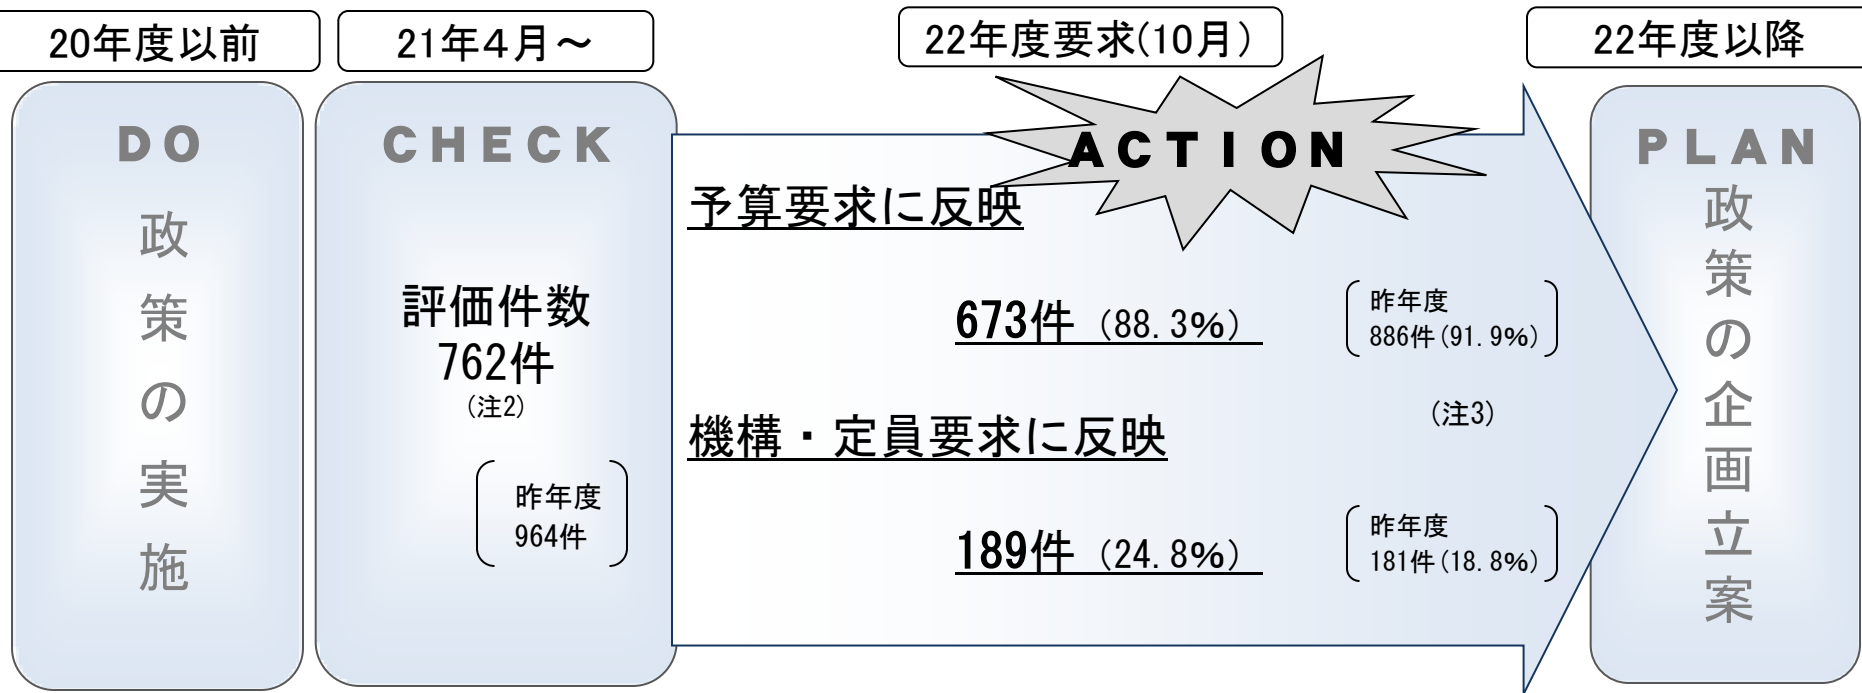 20年度以前
21年4月～
22年度要求(10月)
22年度以降
DO
政策の実施
CHECK
評価件数
762件
(注2)
昨年度
964件
ACTION
予算要求に反映
673件 (88.3%)
昨年度
886件(91.9%)
(注3)
機構・定員要求に反映
189件 (24.8%)
昨年度
181件(18.8%)
PLAN
政策の企画立案